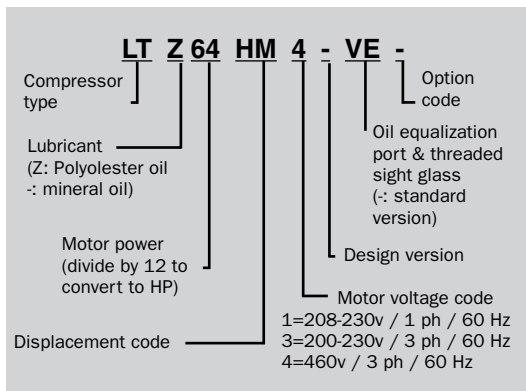 LT Z 64 HM 4 - VE -
Compressor
type
Option
code
Lubricant
(Z: Polyolester oil
-: mineral oil)
Oil equalization
port & threaded
sight glass
(-: standard
version)
Motor power
(divide by 12 to
convert to HP)
Design version
Displacement code
Motor voltage code
1=208-230v / 1 ph / 60 Hz
3=200-230v / 3 ph / 60 Hz
4=460v / 3 ph / 60 Hz